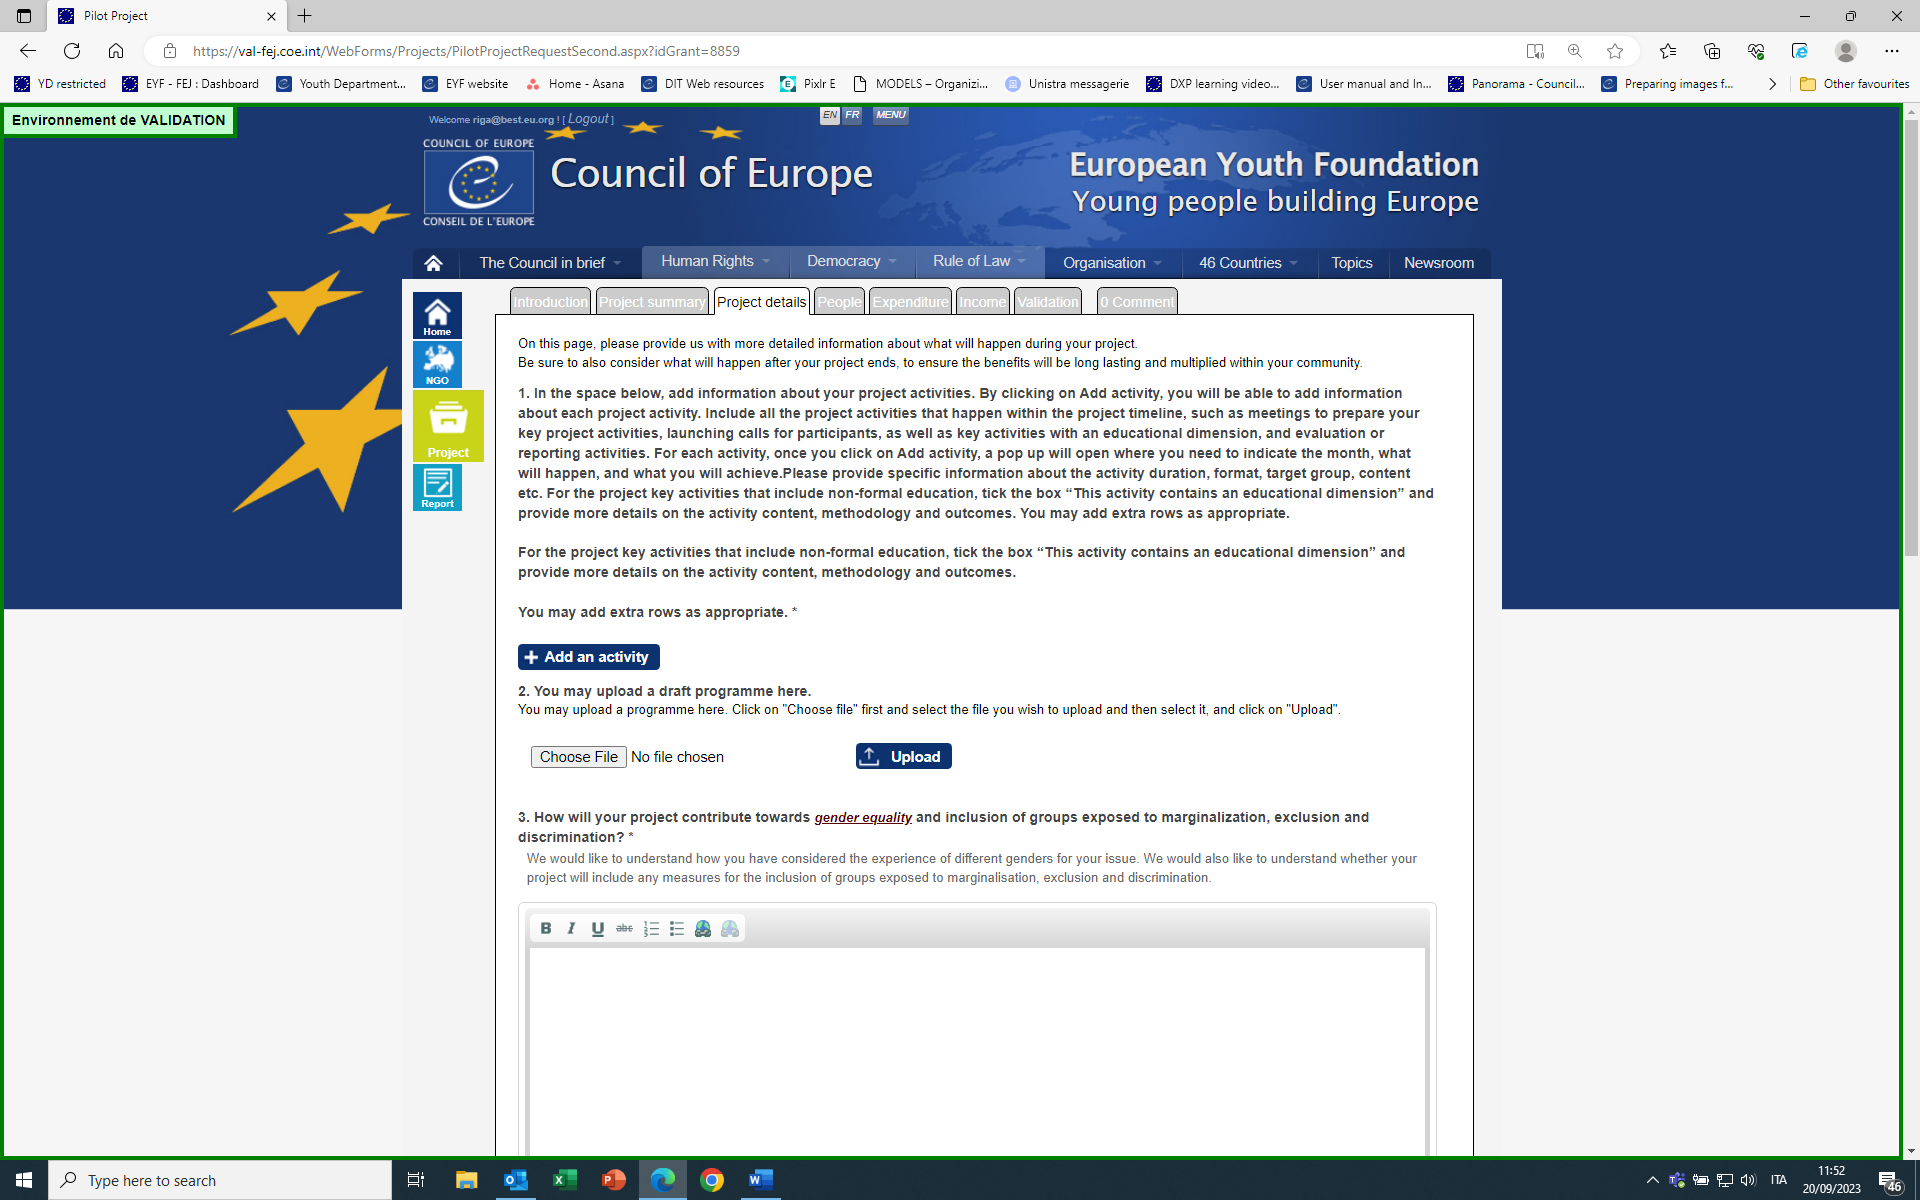 Pilot Project
https://val-fej.coe.int/WebForms/Projects/PilotProjectRequestSecond.aspx?idGrant=8859
YD restricted
EYF - FEJ : Dashboard
Youth Department...
EYF website
Home - Asana
DIT Web resources
Pixlr E
MODELS – Organizi...
Unistra messagerie
DXP learning video...
User manual and In...
Panorama - Council...
Preparing images f...
Other favourites
Environnement de VALIDATION
Welcome riga@best.eu.org ! [ Logout ]
EN FR MENU
COUNCIL OF EUROPE
CONSEIL DE L'EUROPE
Council of Europe
European Youth Foundation
Young people building Europe
The Council in brief
Human Rights
Democracy
Rule of Law
Organisation
46 Countries
Topics
Newsroom
Home
NGO
Project
Report
Introduction
Project summary
Project details
People
Expenditure
Income
Validation
0 Comment
On this page, please provide us with more detailed information about what will happen during your project.
Be sure to also consider what will happen after your project ends, to ensure the benefits will be long lasting and multiplied within your community.
1. In the space below, add information about your project activities. By clicking on Add activity, you will be able to add information
about each project activity. Include all the project activities that happen within the project timeline, such as meetings to prepare your
key project activities, launching calls for participants, as well as key activities with an educational dimension, and evaluation or
reporting activities. For each activity, once you click on Add activity, a pop up will open where you need to indicate the month, what
will happen, and what you will achieve.Please provide specific information about the activity duration, format, target group, content
etc. For the project key activities that include non-formal education, tick the box “This activity contains an educational dimension” and
provide more details on the activity content, methodology and outcomes. You may add extra rows as appropriate.
For the project key activities that include non-formal education, tick the box “This activity contains an educational dimension” and
provide more details on the activity content, methodology and outcomes.
You may add extra rows as appropriate. *
Add an activity
2. You may upload a draft programme here.
You may upload a programme here. Click on "Choose file" first and select the file you wish to upload and then select it, and click on "Upload".
Choose File No file chosen
Upload
3. How will your project contribute towards gender equality and inclusion of groups exposed to marginalization, exclusion and
discrimination? *
We would like to understand how you have considered the experience of different genders for your issue. We would also like to understand whether your
project will include any measures for the inclusion of groups exposed to marginalisation, exclusion and discrimination.
B I U abc
Type here to search
ITA
11:52
20/09/2023
46